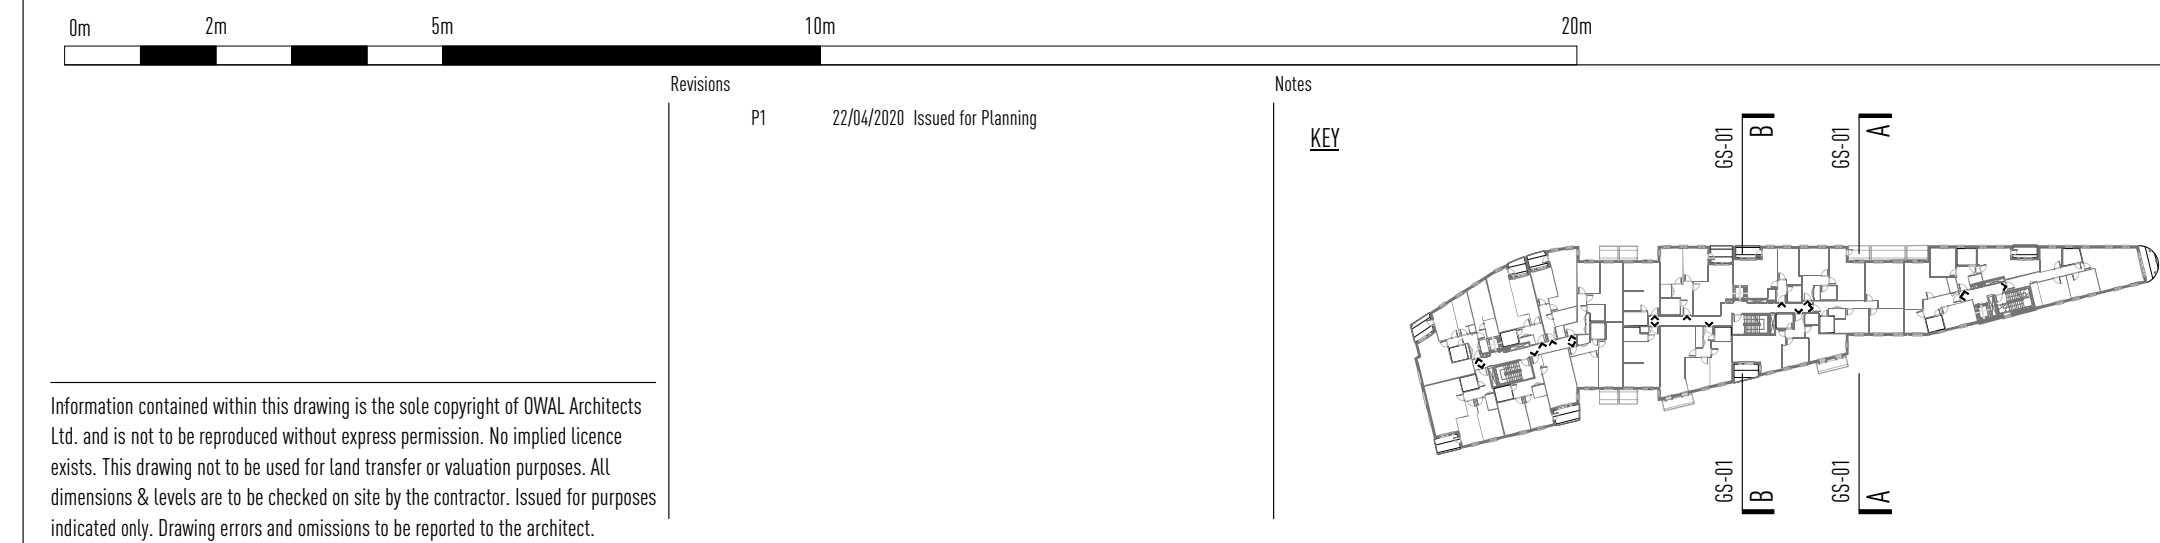 0m 2m 5m 10m 20m
Revisions
P1 22/04/2020 Issued for Planning
Notes
KEY
GS-01 B
GS-01 A
GS-01 B
GS-01 A
Information contained within this drawing is the sole copyright of OWAL Architects
Ltd. and is not to be reproduced without express permission. No implied licence
exists. This drawing not to be used for land transfer or valuation purposes. All
dimensions & levels are to be checked on site by the contractor. Issued for purposes
indicated only. Drawing errors and omissions to be reported to the architect.